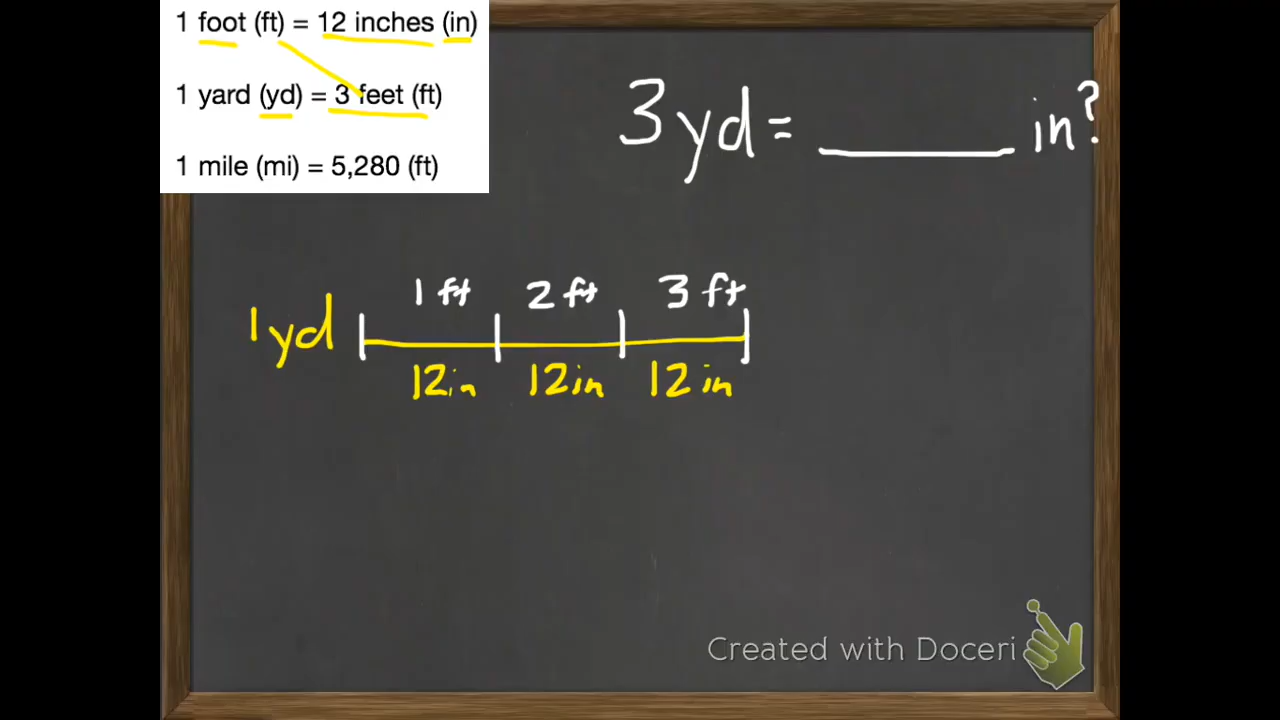 1 foot (ft) = 12 inches (in)
1 yard (yd) = 3 feet (ft)
1 mile (mi) = 5,280 (ft)
3 yd = ______ in?
1 ft 2 ft 3 ft
1 yd
12 in 12 in 12 in
Created with Doceri